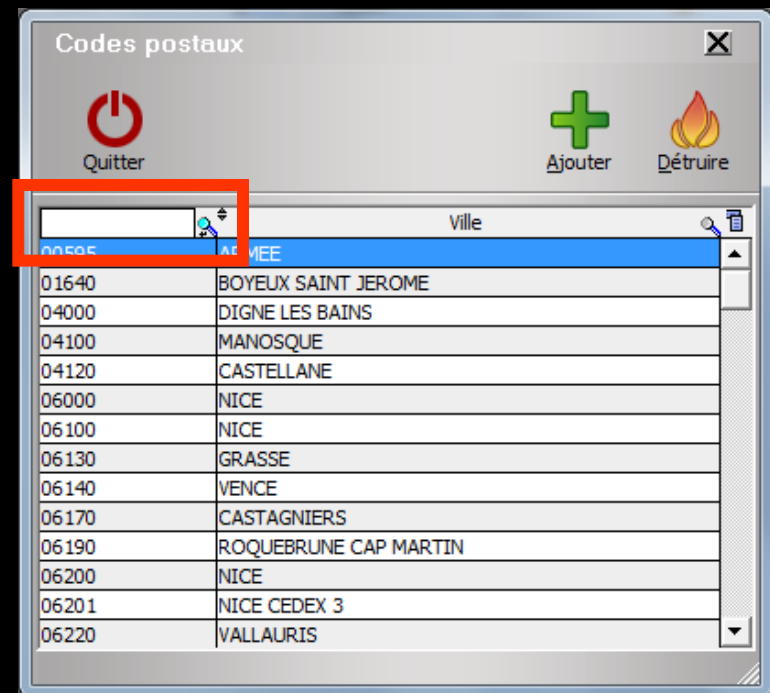 Codes postaux
Quitter
Ajouter
Détruire
Ville
00595 ARMEE
01640 BOYEUX SAINT JEROME
04000 DIGNE LES BAINS
04100 MANOSQUE
04120 CASTELLANE
06000 NICE
06100 NICE
06130 GRASSE
06140 VENCE
06170 CASTAGNIERS
06190 ROQUEBRUNE CAP MARTIN
06200 NICE
06201 NICE CEDEX 3
06220 VALLAURIS